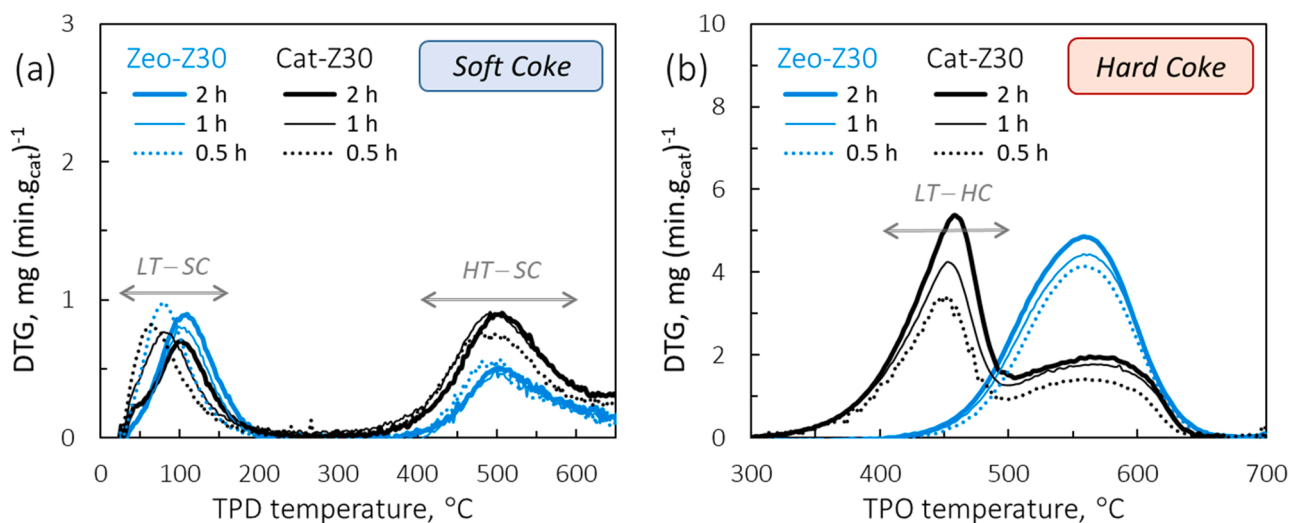 (a)
Zeo-Z30 Cat-Z30
2 h 2 h
1 h 1 h
0.5 h 0.5 h
Soft Coke
LT–SC
HT–SC
DTG, mg (min.gcat)-1
3
2
1
0
0 100 200 300 400 500 600
TPD temperature, °C
(b)
Zeo-Z30 Cat-Z30
2 h 2 h
1 h 1 h
0.5 h 0.5 h
Hard Coke
LT–HC
DTG, mg (min.gcat)-1
10
8
6
4
2
0
300 400 500 600 700
TPO temperature, °C